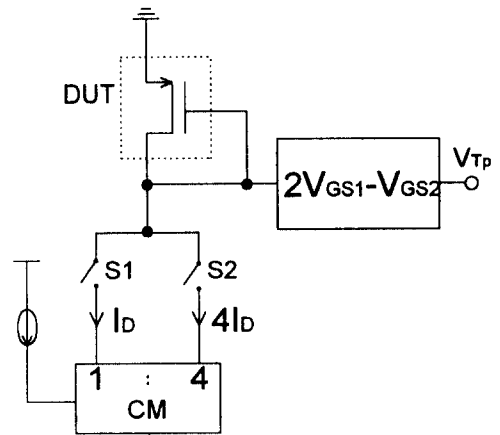 DUT
2VGS1-VGS2
VTp
S1
S2
ID
4ID
1
:
4
CM